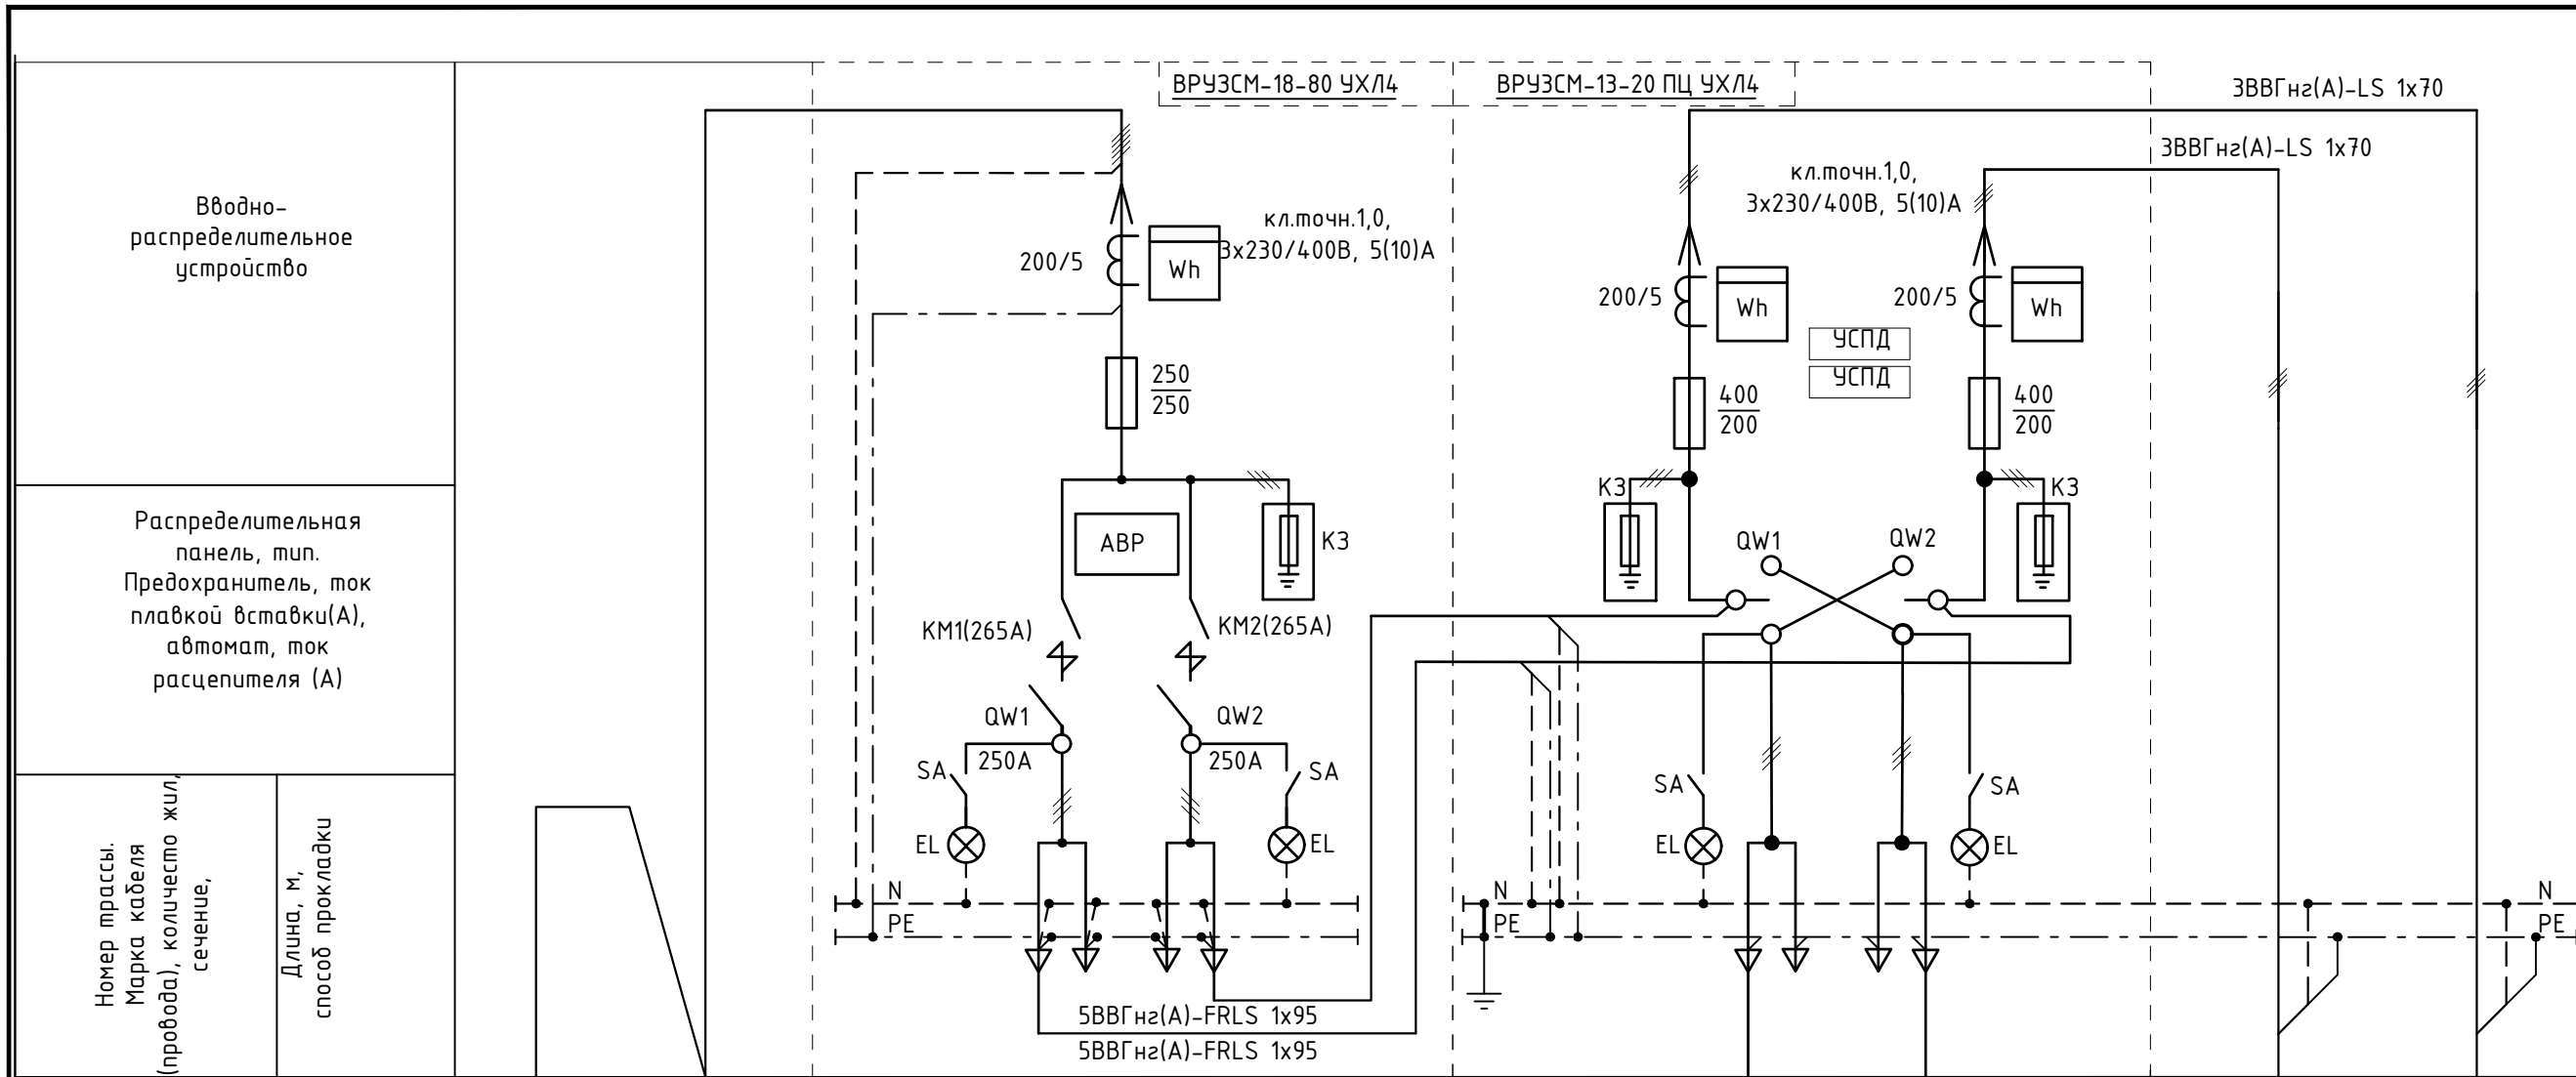 ВРУЗСМ-18-80 УХЛ4
ВРУЗСМ-13-20 ПЦ УХЛ4
3ВВГнг(А)-LS 1х70
3ВВГнг(А)-LS 1х70
Вводно-
распределительное
устройство
200/5
Wh
кл.точн.1,0,
3х230/400В, 5(10)А
кл.точн.1,0,
3х230/400В, 5(10)А
200/5
Wh
200/5
Wh
УСПД
УСПД
250
250
400
200
400
200
Распределительная
панель, тип.
Предохранитель, ток
плавкой вставки(А),
автомат, ток
расцепителя (А)
АВР
КЗ
КЗ
КЗ
QW1
QW2
КМ1(265А)
КМ2(265А)
QW1
250А
QW2
250А
SA
SA
EL
EL
SA
SA
EL
EL
N
PE
N
PE
N
PE
Номер трассы.
Марка кабеля
(провода), количесто жил,
сечение,
Длина, м,
способ прокладки
5ВВГнг(А)-FRLS 1х95
5ВВГнг(А)-FRLS 1х95